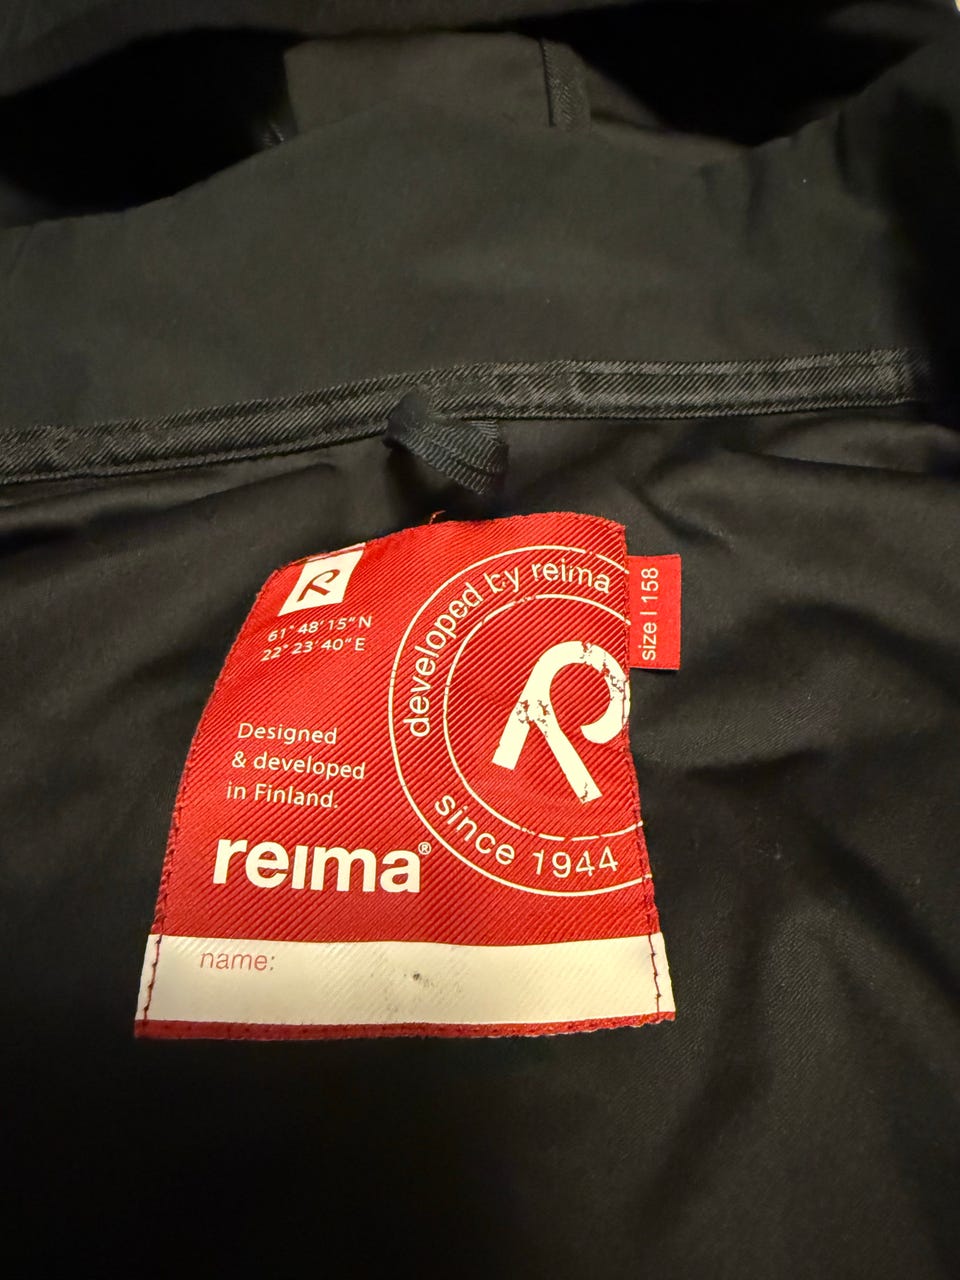 R
61° 48' 15" N
22° 23' 40" E
Designed
& developed
in Finland.
reima®
developed by reima
R
since 1944
size | 158
name: